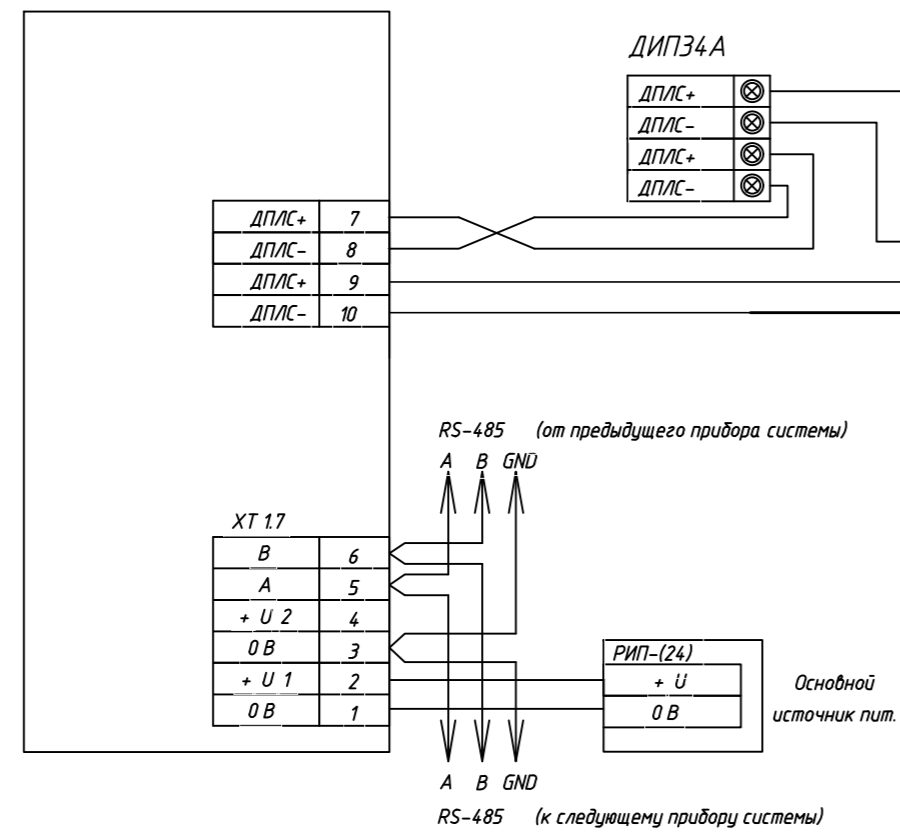 ДИП34А
ДПЛС+
ДПЛС-
ДПЛС+
ДПЛС-
ДПЛС+ 7
ДПЛС- 8
ДПЛС+ 9
ДПЛС- 10
RS-485 (от предыдущего прибора системы)
A B GND
XT 1.7
B 6
A 5
+ U 2 4
0 В 3
+ U 1 2
0 В 1
РИП-(24)
+ U
0 В
Основной
источник пит.
A B GND
RS-485 (к следующему прибору системы)